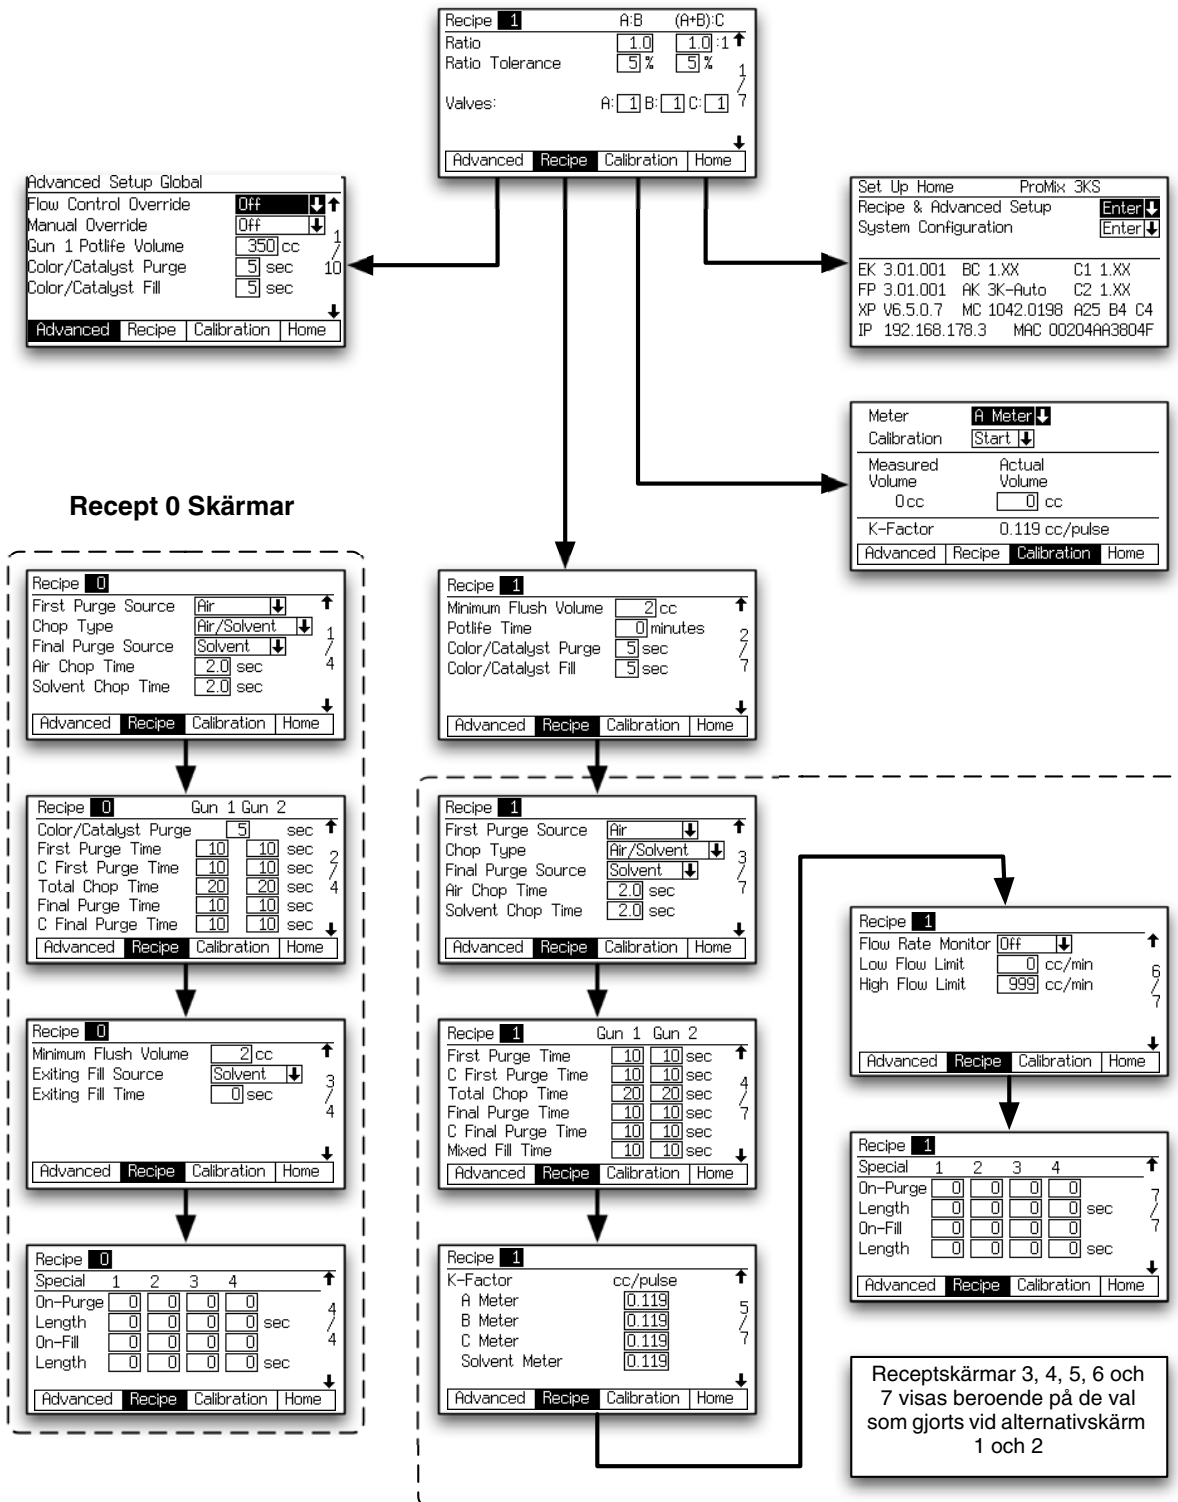 Recipe 1 A:B (A+B):C
Ratio 1.0 1.0 :1
Ratio Tolerance 5 % 5 %
1 / 7
Valves: A: 1 B: 1 C: 1
Advanced Recipe Calibration Home
Advanced Setup Global
Flow Control Override Off
Manual Override Off
Gun 1 Potlife Volume 350 cc
Color/Catalyst Purge 5 sec
Color/Catalyst Fill 5 sec
1 / 10
Advanced Recipe Calibration Home
Set Up Home ProMix 3KS
Recipe & Advanced Setup Enter
System Configuration Enter
EK 3.01.001 BC 1.XX C1 1.XX
FP 3.01.001 AK 3K-Auto C2 1.XX
XP V6.5.0.7 MC 1042.0198 A25 B4 C4
IP 192.168.178.3 MAC 00204AA3804F
Meter A Meter
Calibration Start
Measured Actual
Volume Volume
0 cc 0 cc
K-Factor 0.119 cc/pulse
Advanced Recipe Calibration Home
Recept 0 Skärmar
Recipe 0
First Purge Source Air
Chop Type Air/Solvent
Final Purge Source Solvent
Air Chop Time 2.0 sec
Solvent Chop Time 2.0 sec
1 / 4
Advanced Recipe Calibration Home
Recipe 0 Gun 1 Gun 2
Color/Catalyst Purge 5 sec
First Purge Time 10 10 sec
C First Purge Time 10 10 sec
Total Chop Time 20 20 sec
Final Purge Time 10 10 sec
C Final Purge Time 10 10 sec
2 / 4
Advanced Recipe Calibration Home
Recipe 0
Minimum Flush Volume 2 cc
Exiting Fill Source Solvent
Exiting Fill Time 0 sec
3 / 4
Advanced Recipe Calibration Home
Recipe 0
Special 1 2 3 4
On-Purge 0 0 0 0
Length 0 0 0 0 sec
On-Fill 0 0 0 0
Length 0 0 0 0 sec
4 / 4
Advanced Recipe Calibration Home
Recipe 1
Minimum Flush Volume 2 cc
Potlife Time 0 minutes
Color/Catalyst Purge 5 sec
Color/Catalyst Fill 5 sec
2 / 7
Advanced Recipe Calibration Home
Recipe 1
First Purge Source Air
Chop Type Air/Solvent
Final Purge Source Solvent
Air Chop Time 2.0 sec
Solvent Chop Time 2.0 sec
3 / 7
Advanced Recipe Calibration Home
Recipe 1 Gun 1 Gun 2
First Purge Time 10 10 sec
C First Purge Time 10 10 sec
Total Chop Time 20 20 sec
Final Purge Time 10 10 sec
C Final Purge Time 10 10 sec
Mixed Fill Time 10 10 sec
4 / 7
Advanced Recipe Calibration Home
Recipe 1
K-Factor cc/pulse
A Meter 0.119
B Meter 0.119
C Meter 0.119
Solvent Meter 0.119
5 / 7
Advanced Recipe Calibration Home
Recipe 1
Flow Rate Monitor Off
Low Flow Limit 0 cc/min
High Flow Limit 999 cc/min
6 / 7
Advanced Recipe Calibration Home
Recipe 1
Special 1 2 3 4
On-Purge 0 0 0 0
Length 0 0 0 0 sec
On-Fill 0 0 0 0
Length 0 0 0 0 sec
7 / 7
Advanced Recipe Calibration Home
Receptskärmar 3, 4, 5, 6 och
7 visas beroende på de val
som gjorts vid alternativskärm
1 och 2